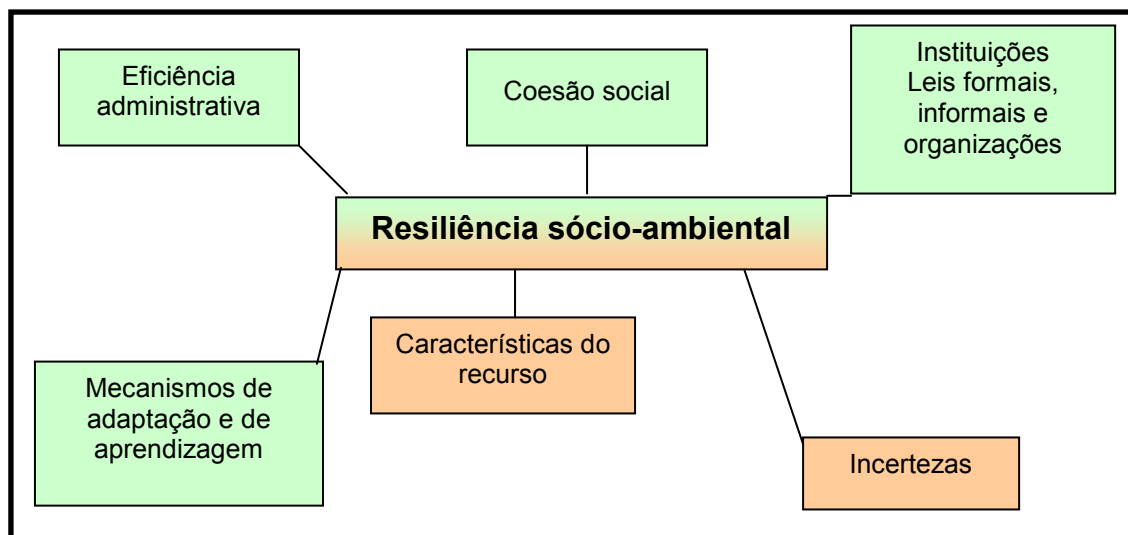 Eficiência
administrativa
Coesão social
Instituições
Leis formais,
informais e
organizações
Resiliência sócio-ambiental
Características do
recurso
Mecanismos de
adaptação e de
aprendizagem
Incertezas